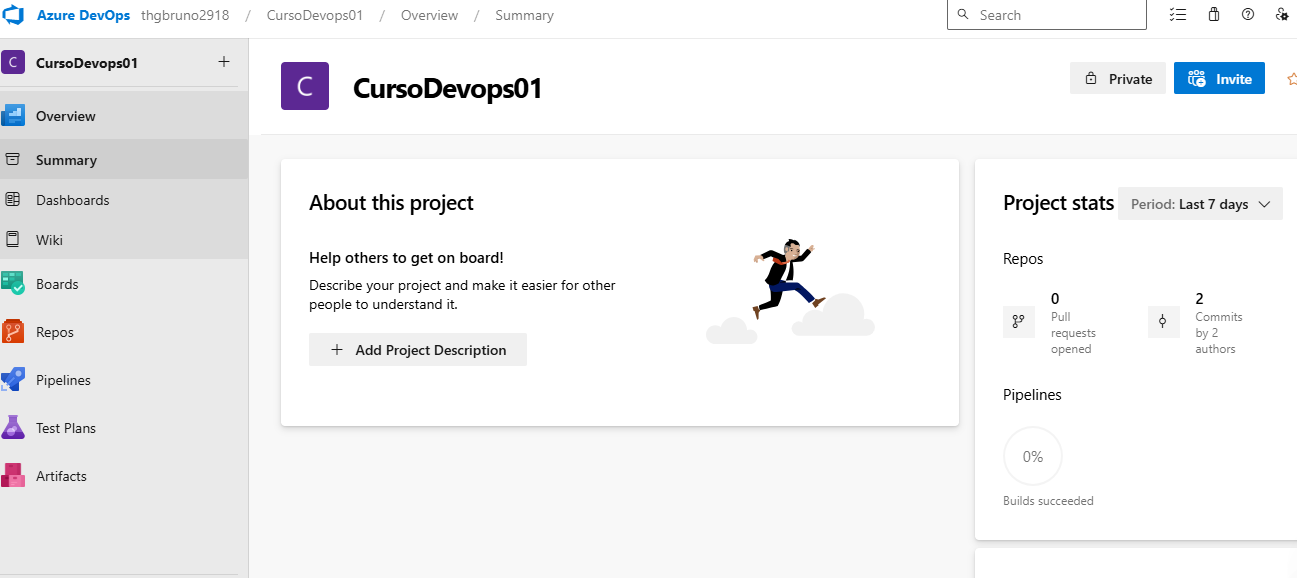 Azure DevOps thgbruno2918 / CursoDevops01 / Overview / Summary
Search
C CursoDevops01 +
Overview
Summary
Dashboards
Wiki
Boards
Repos
Pipelines
Test Plans
Artifacts
C CursoDevops01
Private
Invite
About this project
Help others to get on board!
Describe your project and make it easier for other
people to understand it.
+ Add Project Description
Project stats
Period: Last 7 days
Repos
0
Pull
requests
opened
2
Commits
by 2
authors
Pipelines
0%
Builds succeeded